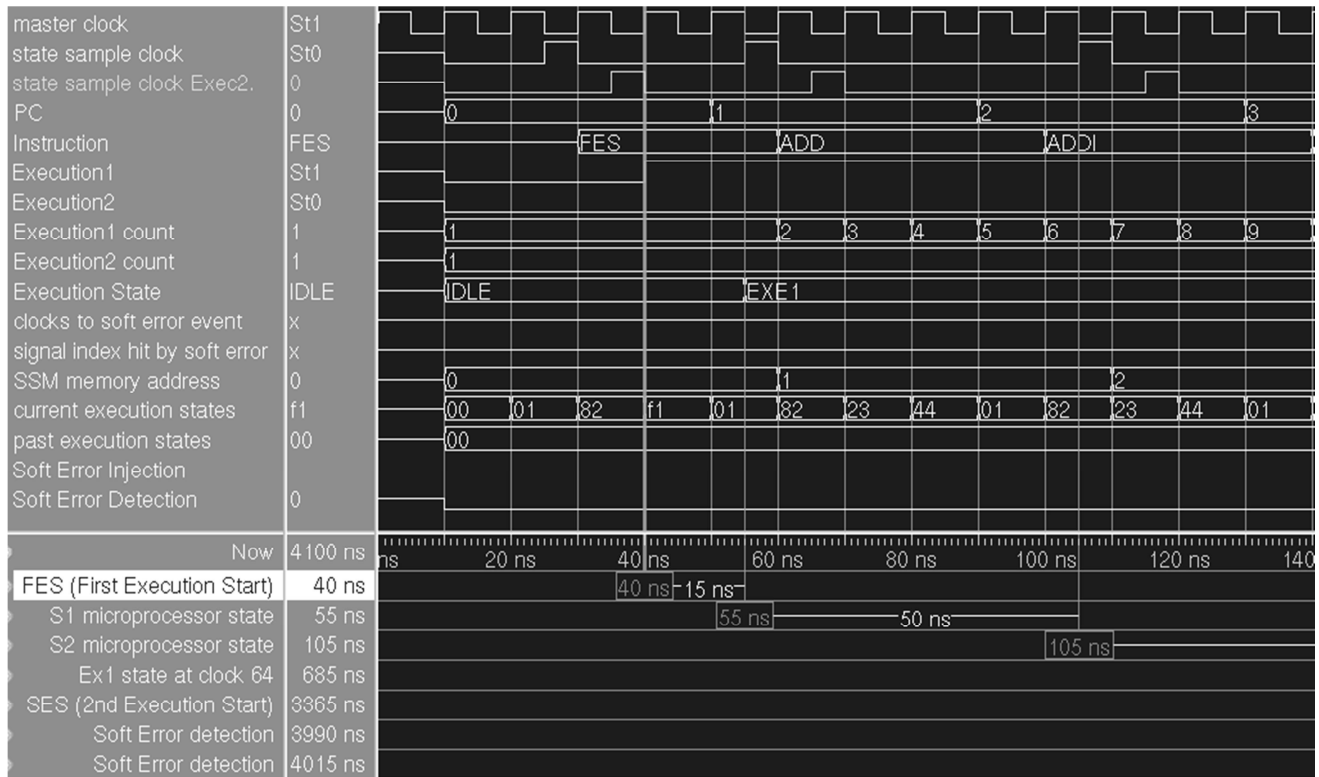 master clock St1
state sample clock St0
state sample clock Exec2. 0
PC 0 0 1 2 3
Instruction FES FES ADD ADDI
Execution1 St1
Execution2 St0
Execution1 count 1 1 2 3 4 5 6 7 8 9
Execution2 count 1 1
Execution State IDLE IDLE EXE1
clocks to soft error event x
signal index hit by soft error x
SSM memory address 0 0 1 2
current execution states f1 00 01 82 f1 01 82 23 44 01 82 23 44 01
past execution states 00 00
Soft Error Injection
Soft Error Detection 0
Now 4100 ns ns 20 ns 40 ns 60 ns 80 ns 100 ns 120 ns 140
FES (First Execution Start) 40 ns 40 ns 15 ns
S1 microprocessor state 55 ns 55 ns 50 ns
S2 microprocessor state 105 ns 105 ns
Ex1 state at clock 64 685 ns
SES (2nd Execution Start) 3365 ns
Soft Error detection 3990 ns
Soft Error detection 4015 ns